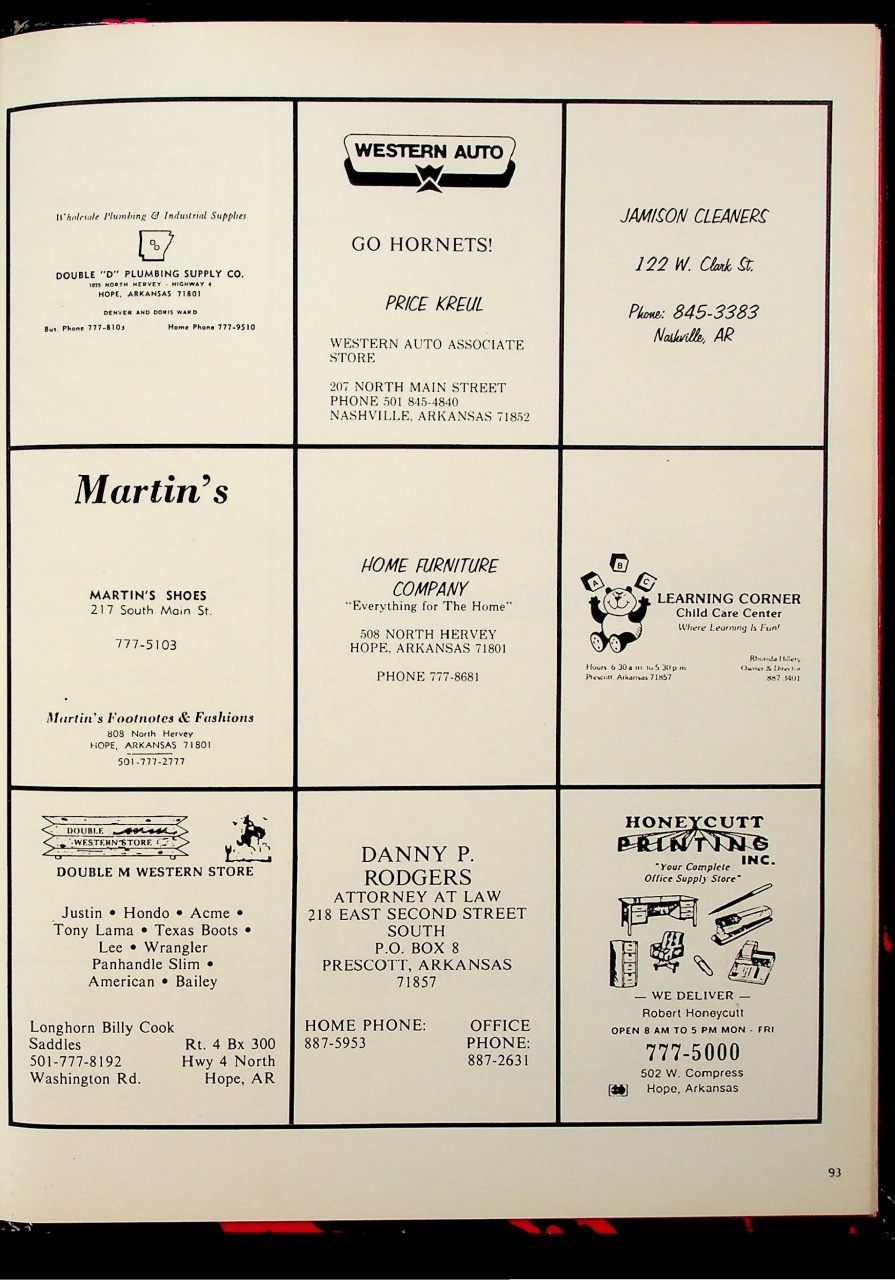 Wholesale Plumbing & Industrial Supplies
DD
DOUBLE "D" PLUMBING SUPPLY CO.
NORTH HERVEY - HIGHWAY 4
HOPE, ARKANSAS 71801
DENVER AND DORIS WARD
Bus. Phone 777-8103 Home Phone 777-9510
WESTERN AUTO
GO HORNETS!
PRICE KREUL
WESTERN AUTO ASSOCIATE
STORE
207 NORTH MAIN STREET
PHONE 501 845-4840
NASHVILLE, ARKANSAS 71852
JAMISON CLEANERS
122 W. Clark St.
Phone: 845-3383
Nashville, AR
Martin's
MARTIN'S SHOES
217 South Main St.
777-5103
Martin's Footnotes & Fashions
808 North Hervey
HOPE, ARKANSAS 71801
501-777-2777
HOME FURNITURE
COMPANY
"Everything for The Home"
508 NORTH HERVEY
HOPE, ARKANSAS 71801
PHONE 777-8681
A B C
LEARNING CORNER
Child Care Center
Where Learning Is Fun!
Rhonda Hillery
Hours 6:30 a.m. to 5:30 p.m. Owner & Director
Prescott, Arkansas 71857 887-3401
DOUBLE
WESTERN STORE
DOUBLE M WESTERN STORE
Justin • Hondo • Acme •
Tony Lama • Texas Boots •
Lee • Wrangler
Panhandle Slim •
American • Bailey
Longhorn Billy Cook
Saddles Rt. 4 Bx 300
501-777-8192 Hwy 4 North
Washington Rd. Hope, AR
DANNY P.
RODGERS
ATTORNEY AT LAW
218 EAST SECOND STREET
SOUTH
P.O. BOX 8
PRESCOTT, ARKANSAS
71857
HOME PHONE: OFFICE
887-5953 PHONE:
887-2631
HONEYCUTT
PRINTING
INC.
"Your Complete
Office Supply Store"
— WE DELIVER —
Robert Honeycutt
OPEN 8 AM TO 5 PM MON - FRI
777-5000
502 W. Compress
Hope, Arkansas
93